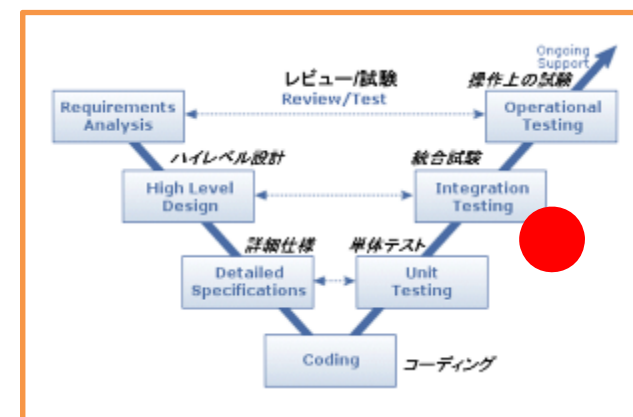 Ongoing
Support
レビュー/試験
操作上の試験
Requirements
Analysis
Review/Test
Operational
Testing
ハイレベル設計
統合試験
High Level
Design
Integration
Testing
詳細仕様
単体テスト
Detailed
Specifications
Unit
Testing
Coding
コーディング